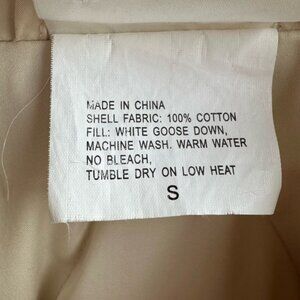 MADE IN CHINA
SHELL FABRIC: 100% COTTON
FILL: WHITE GOOSE DOWN,
MACHINE WASH. WARM WATER
NO BLEACH,
TUMBLE DRY ON LOW HEAT
S